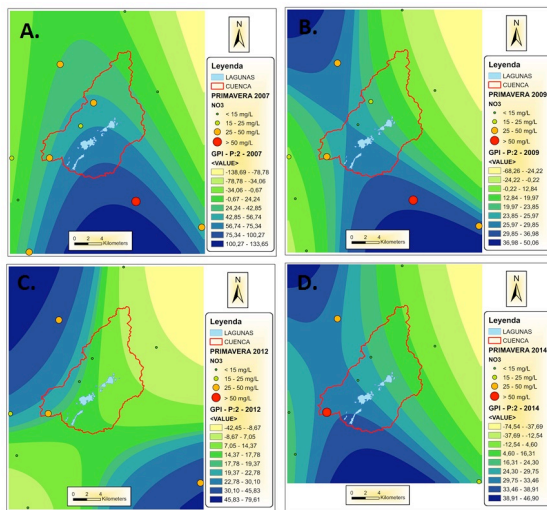 A.
N
Leyenda
LAGUNAS
CUENCA
PRIMAVERA 2007
NO3
< 15 mg/L
15 - 25 mg/L
25 - 50 mg/L
> 50 mg/L
GPI - P:2 - 2007
<VALUE>
-138,69 - -78,78
-78,78 - -34,06
-34,06 - -0,67
-0,67 - 24,24
24,24 - 42,85
42,85 - 56,74
56,74 - 75,34
75,34 - 100,27
100,27 - 133,65
0 2 4
Kilometers
B.
N
Leyenda
LAGUNAS
CUENCA
PRIMAVERA 2009
NO3
< 15 mg/L
15 - 25 mg/L
25 - 50 mg/L
> 50 mg/L
GPI - P:2 - 2009
<VALUE>
-68,26 - -24,22
-24,22 - -0,22
-0,22 - 12,84
12,84 - 19,97
19,97 - 23,85
23,85 - 25,97
25,97 - 29,85
29,85 - 36,98
36,98 - 50,06
0 2 4
Kilometers
C.
N
Leyenda
LAGUNAS
CUENCA
PRIMAVERA 2012
NO3
< 15 mg/L
15 - 25 mg/L
25 - 50 mg/L
> 50 mg/L
GPI - P:2 - 2012
<VALUE>
-42,45 - -8,67
-8,67 - 7,05
7,05 - 14,37
14,37 - 17,78
17,78 - 19,37
19,37 - 22,78
22,78 - 30,10
30,10 - 45,83
45,83 - 79,61
0 2 4
Kilometers
D.
N
Leyenda
LAGUNAS
CUENCA
PRIMAVERA 2014
NO3
< 15 mg/L
15 - 25 mg/L
25 - 50 mg/L
> 50 mg/L
GPI - P:2 - 2014
<VALUE>
-74,54 - -37,69
-37,69 - -12,54
-12,54 - 4,60
4,60 - 16,31
16,31 - 24,30
24,30 - 29,75
29,75 - 33,46
33,46 - 38,91
38,91 - 46,90
0 2 4
Kilometers